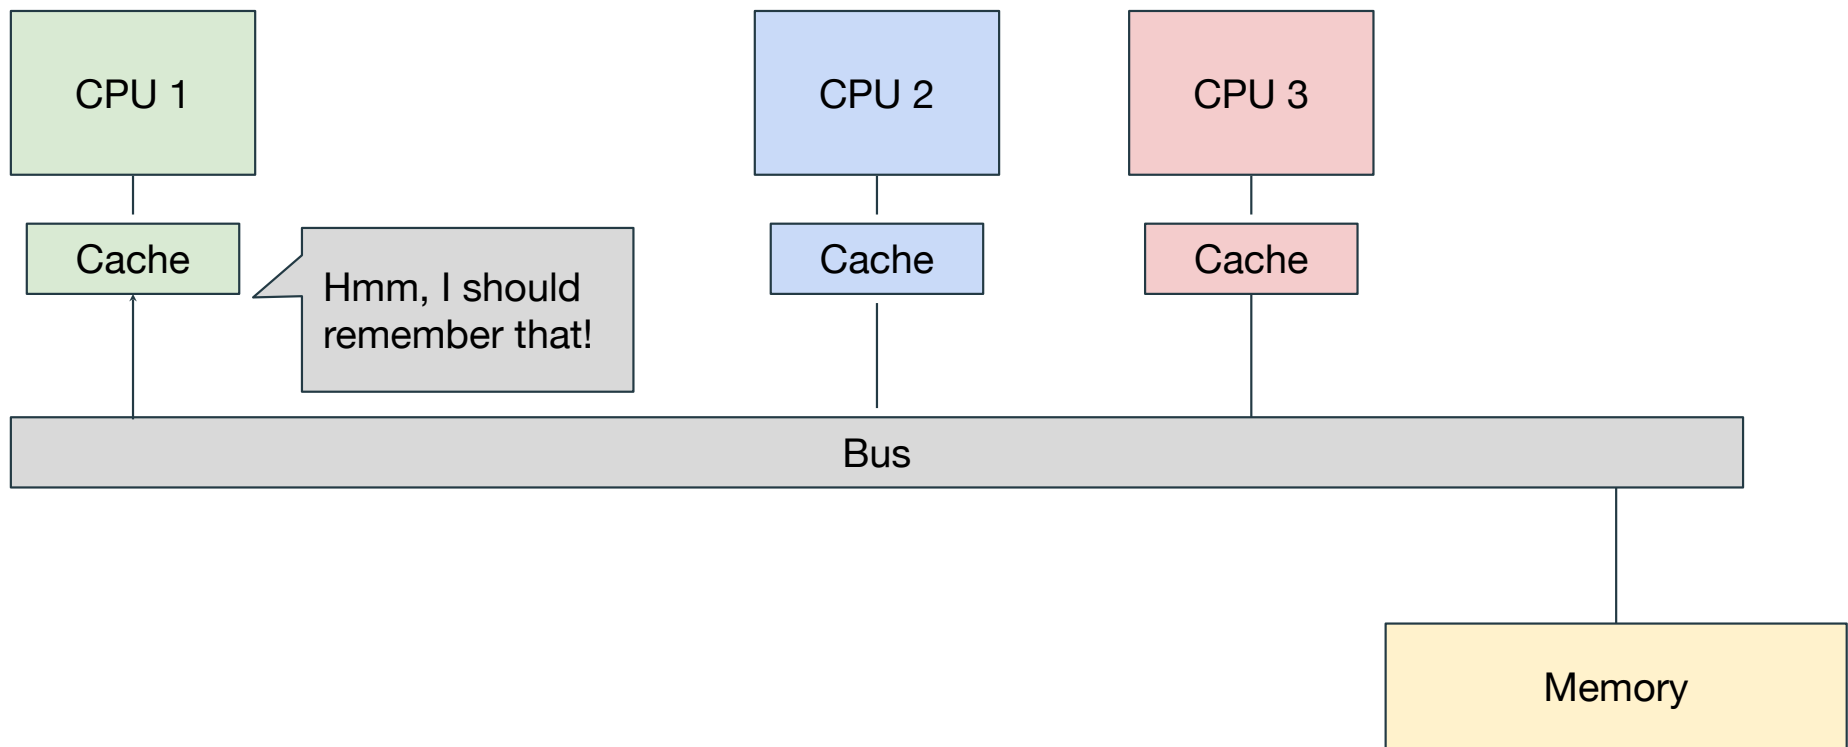 CPU 1
CPU 2
CPU 3
Cache
Cache
Cache
Hmm, I should
remember that!
Bus
Memory